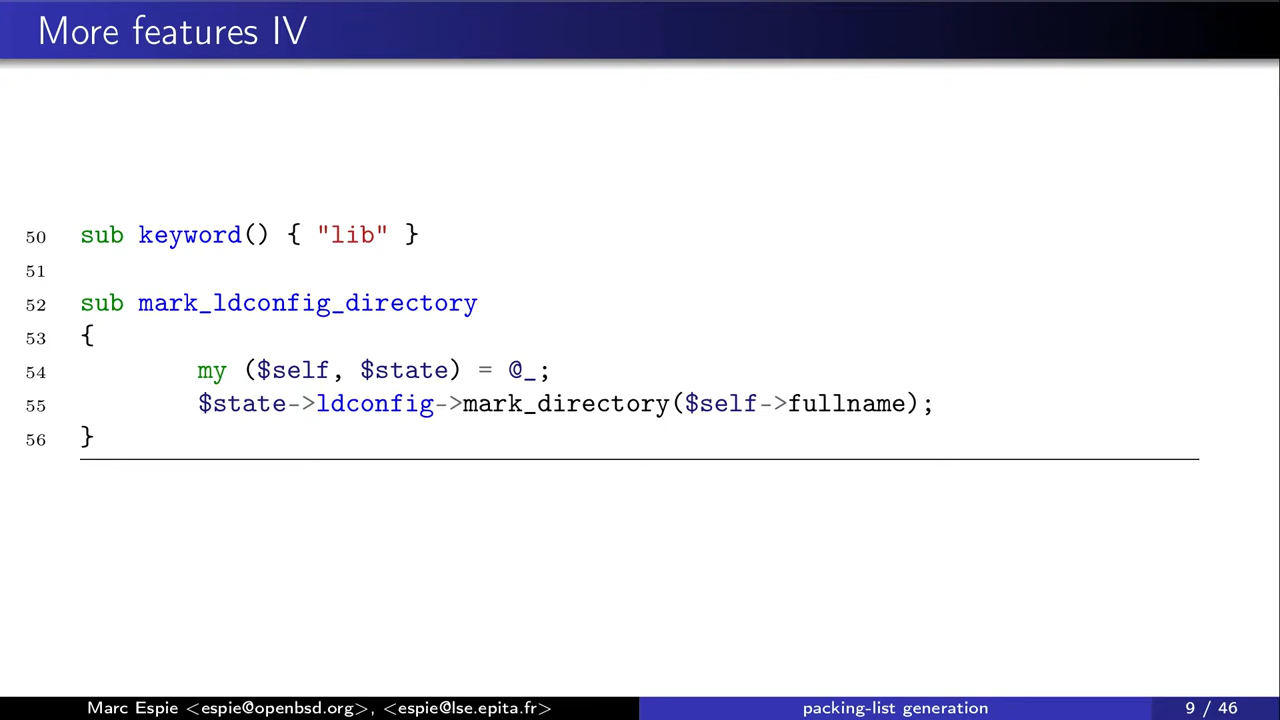 More features IV
50 sub keyword() { "lib" }
51
52 sub mark_ldconfig_directory
53 {
54 my ($self, $state) = @_;
55 $state->ldconfig->mark_directory($self->fullname);
56 }
Marc Espie <espie@openbsd.org>, <espie@lse.epita.fr> packing-list generation 9 / 46